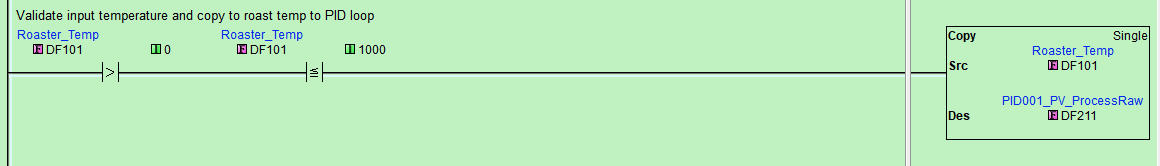 Validate input temperature and copy to roast temp to PID loop
Copy Single
Roaster_Temp Roaster_Temp Roaster_Temp
F DF101 I 0 F DF101 I 1000 Src F DF101
> ≤
PID001_PV_ProcessRaw
Des F DF211